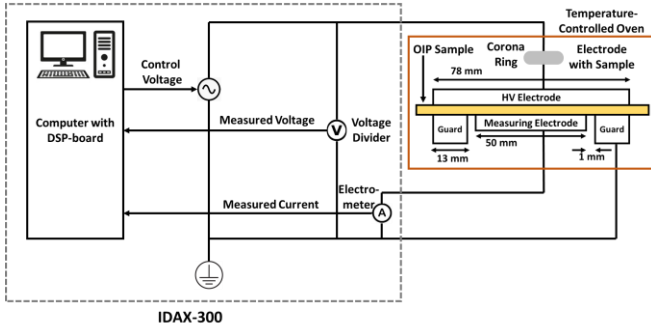 Temperature-
Controlled Oven
OIP Sample
Corona
Ring
Electrode
with Sample
78 mm
HV Electrode
Guard
Measuring Electrode
Guard
50 mm
13 mm
1 mm
Control
Voltage
Computer with
DSP-board
Measured Voltage
V
Voltage
Divider
Electro-
meter
Measured Current
A
IDAX-300